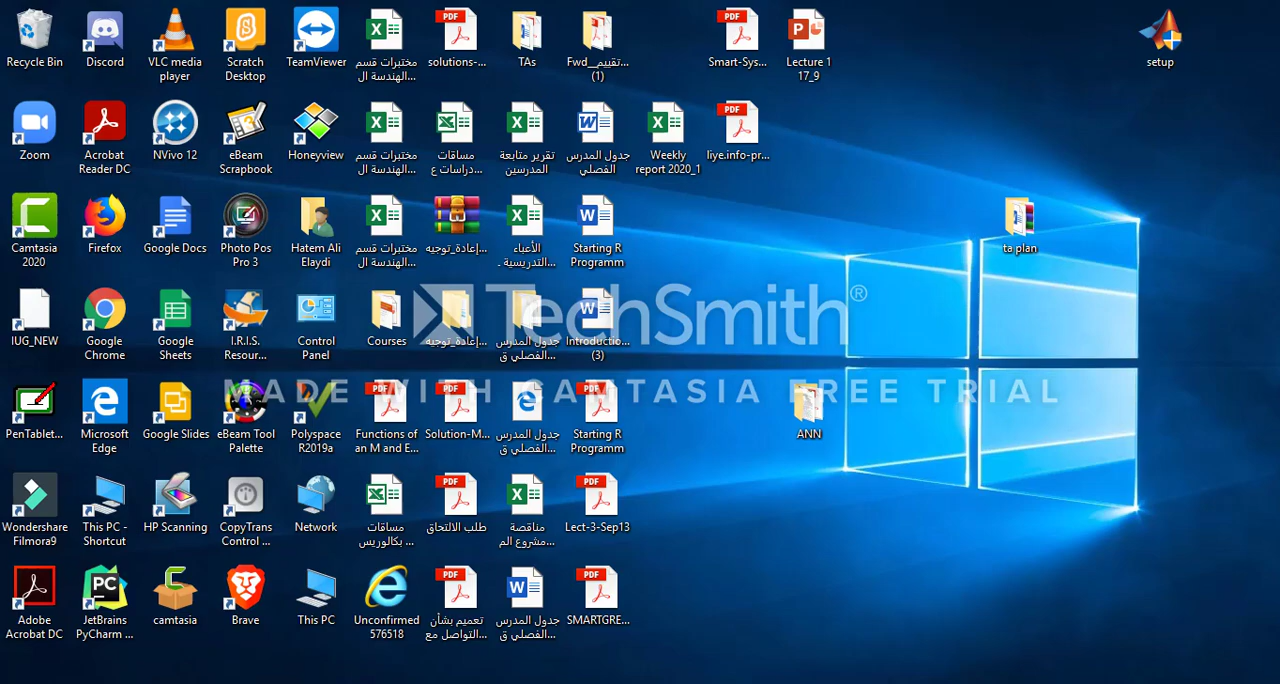 Recycle Bin
Discord
VLC media
player
Scratch
Desktop
TeamViewer
مختبرات قسم
الهندسة ال...
solutions-...
TAs
Fwd__تقييم...
(1)
Smart-Sys...
Lecture 1
17_9
setup
Zoom
Acrobat
Reader DC
NVivo 12
eBeam
Scrapbook
Honeyview
مختبرات قسم
الهندسة ال...
مساقات
دراسات ع...
تقرير متابعة
المدرسين
جدول المدرس
الفصلي
Weekly
report 2020_1
liye.info-pr...
Camtasia
2020
Firefox
Google Docs
Photo Pos
Pro 3
Hatem Ali
Elaydi
مختبرات قسم
الهندسة ال...
إعادة_توجيه...
الأعباء
التدريسية ـ...
Starting R
Programm
ta plan
IUG_NEW
Google
Chrome
Google
Sheets
I.R.I.S.
Resour...
Control
Panel
Courses
إعادة_توجيه...
جدول المدرس
الفصلي ق...
Introductio...
(3)
TechSmith®
MADE WITH CAMTASIA FREE TRIAL
PenTablet...
Microsoft
Edge
Google Slides
eBeam Tool
Palette
Polyspace
R2019a
Functions of
an M and E...
Solution-M...
جدول المدرس
الفصلي ق...
Starting R
Programm
ANN
Wondershare
Filmora9
This PC -
Shortcut
HP Scanning
CopyTrans
Control ...
Network
مساقات
بكالوريس ...
طلب الالتحاق
مناقصة
مشروع الم...
Lect-3-Sep13
Adobe
Acrobat DC
JetBrains
PyCharm ...
camtasia
Brave
This PC
Unconfirmed
576518
تعميم بشأن
التواصل مع...
جدول المدرس
الفصلي ق...
SMARTGRE...